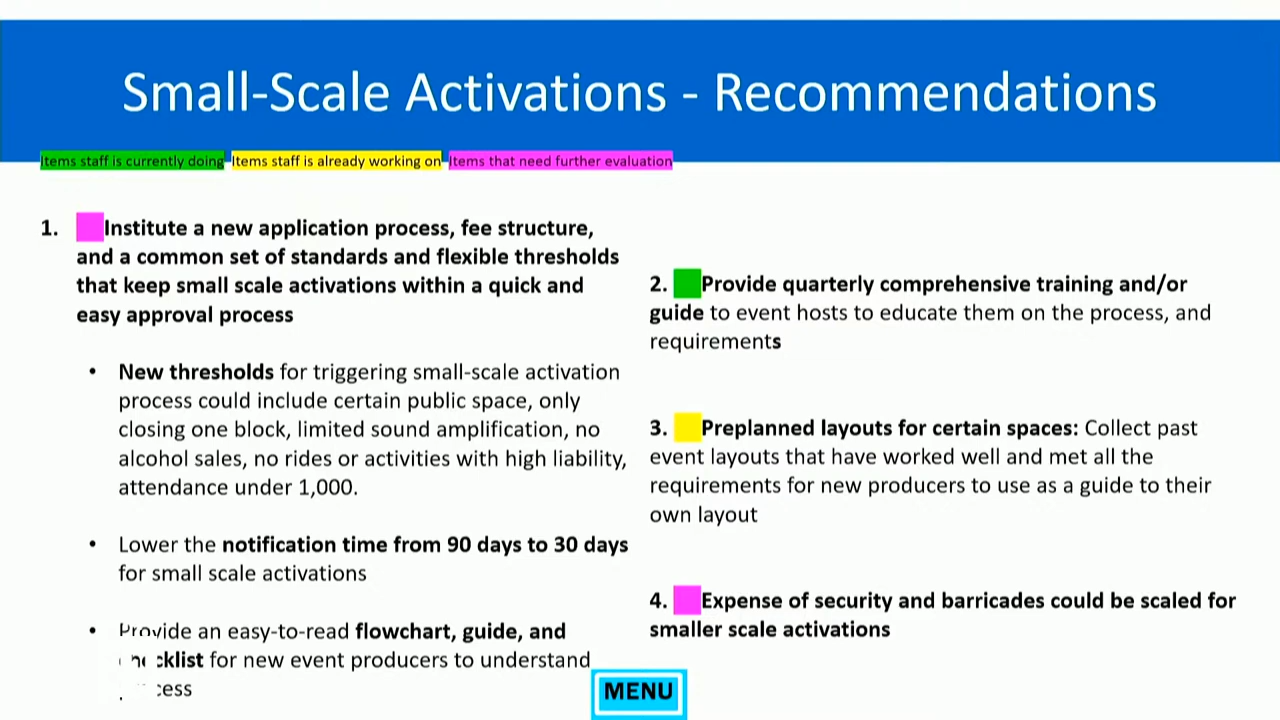 Small-Scale Activations - Recommendations
Items staff is currently doing Items staff is already working on Items that need further evaluation
1. Institute a new application process, fee structure,
and a common set of standards and flexible thresholds
that keep small scale activations within a quick and
easy approval process
• New thresholds for triggering small-scale activation
process could include certain public space, only
closing one block, limited sound amplification, no
alcohol sales, no rides or activities with high liability,
attendance under 1,000.
• Lower the notification time from 90 days to 30 days
for small scale activations
• Provide an easy-to-read flowchart, guide, and
for new event producers to understand
2. Provide quarterly comprehensive training and/or
guide to event hosts to educate them on the process, and
requirements
3. Preplanned layouts for certain spaces: Collect past
event layouts that have worked well and met all the
requirements for new producers to use as a guide to their
own layout
4. Expense of security and barricades could be scaled for
smaller scale activations
MENU